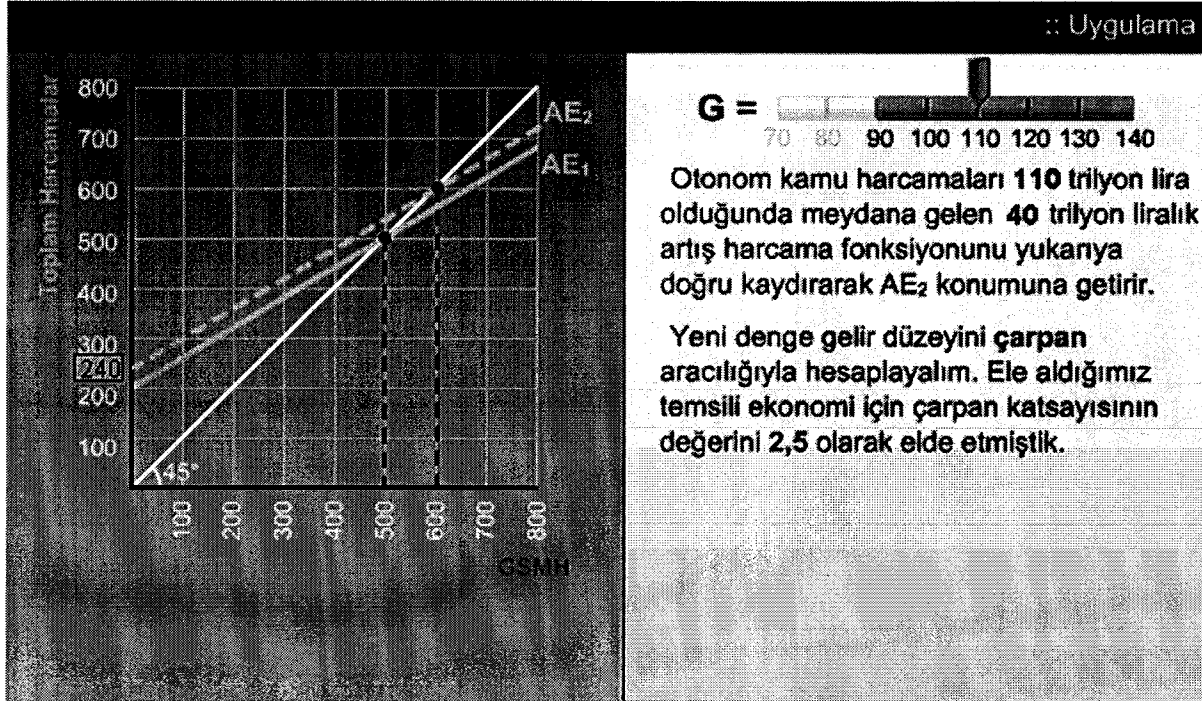 :: Uygulama
Toplam Harcamalar
800
700
600
500
400
300
240
200
100
AE₂
AE₁
45°
100
200
300
400
500
600
700
800
GSMH
G =
70 80 90 100 110 120 130 140
Otonom kamu harcamaları 110 trilyon lira
olduğunda meydana gelen 40 trilyon liralık
artış harcama fonksiyonunu yukarıya
doğru kaydırarak AE₂ konumuna getirir.
Yeni denge gelir düzeyini çarpan
aracılığıyla hesaplayalım. Ele aldığımız
temsili ekonomi için çarpan katsayısının
değerini 2,5 olarak elde etmiştik.